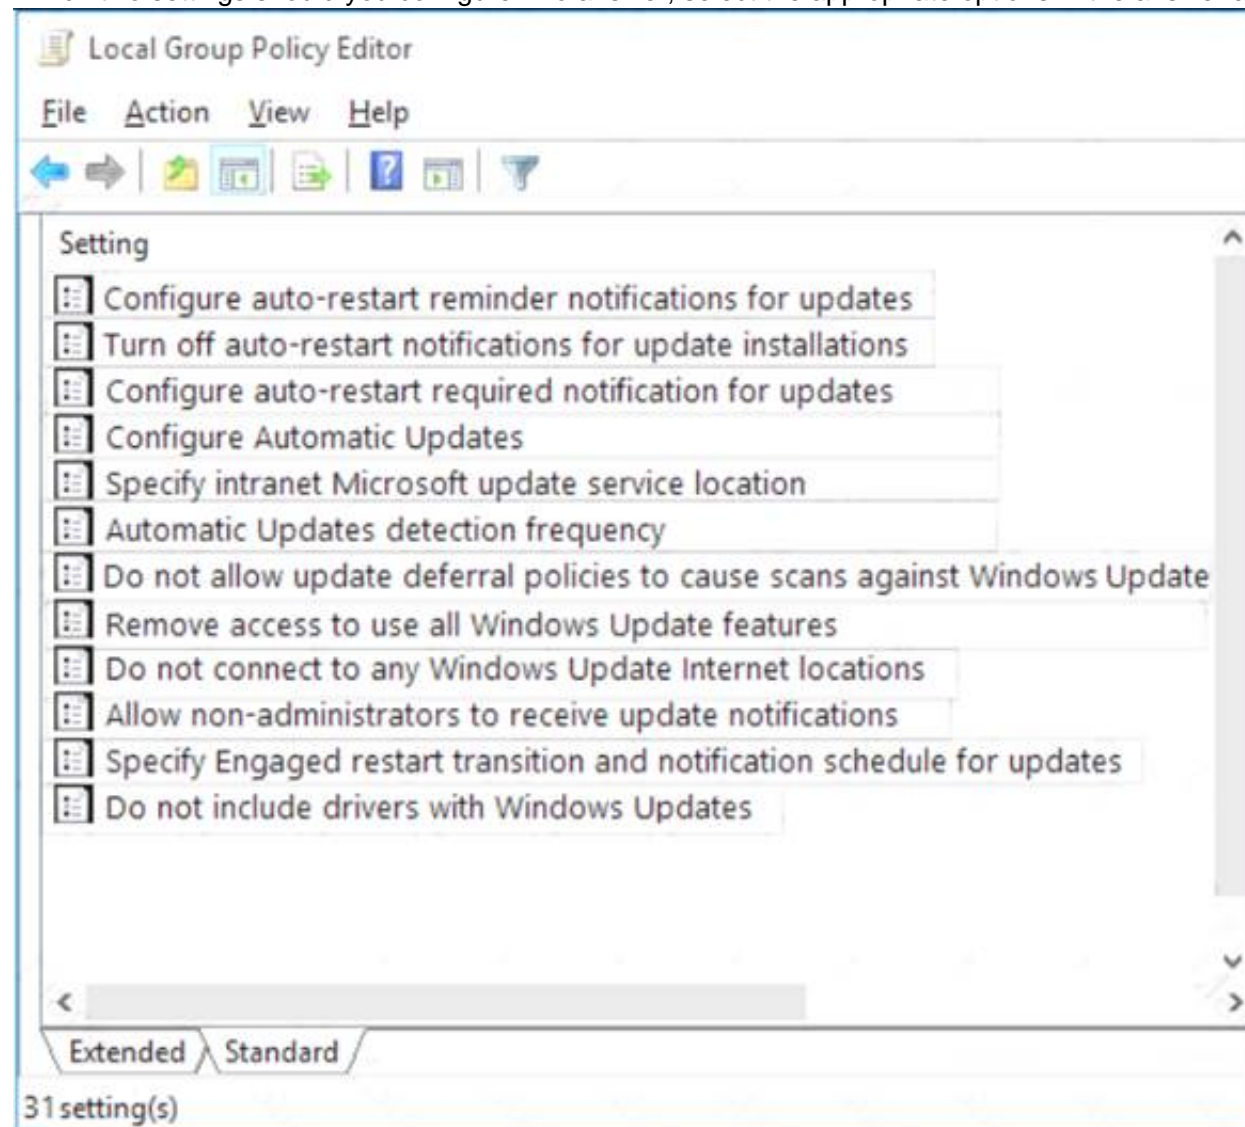 Local Group Policy Editor
File Action View Help
Setting
Configure auto-restart reminder notifications for updates
Turn off auto-restart notifications for update installations
Configure auto-restart required notification for updates
Configure Automatic Updates
Specify intranet Microsoft update service location
Automatic Updates detection frequency
Do not allow update deferral policies to cause scans against Windows Update
Remove access to use all Windows Update features
Do not connect to any Windows Update Internet locations
Allow non-administrators to receive update notifications
Specify Engaged restart transition and notification schedule for updates
Do not include drivers with Windows Updates
Extended Standard
31 setting(s)